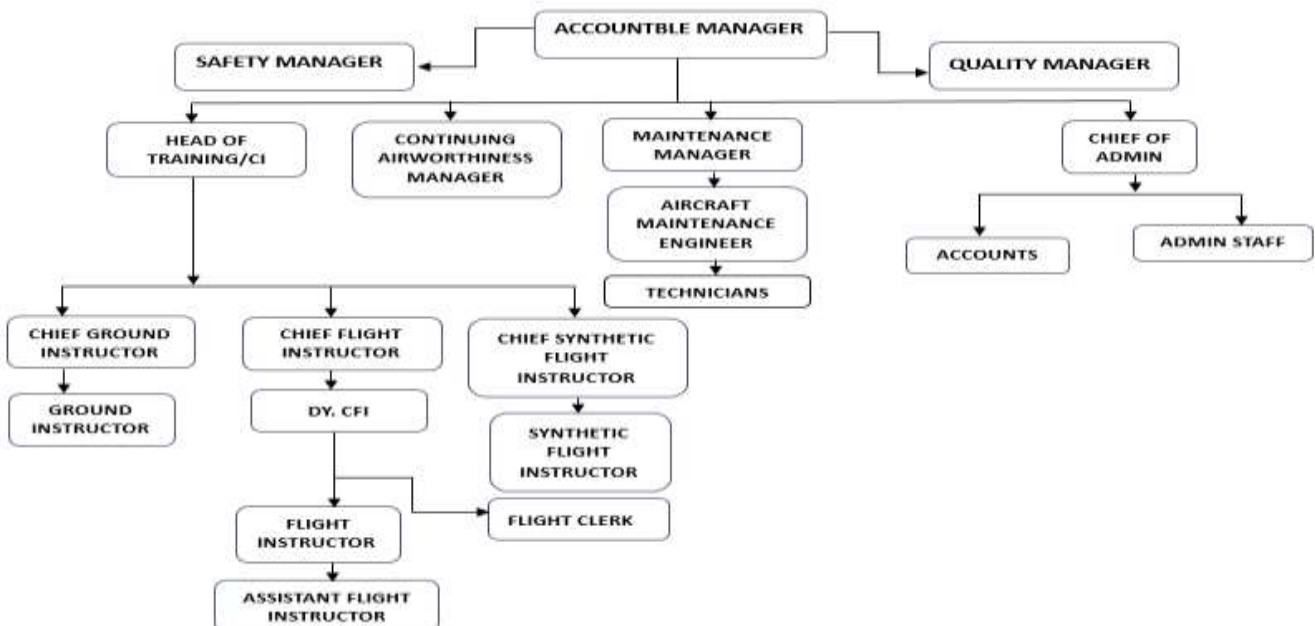 ACCOUNTBLE MANAGER
SAFETY MANAGER
QUALITY MANAGER
HEAD OF
TRAINING/CI
CONTINUING
AIRWORTHINESS
MANAGER
MAINTENANCE
MANAGER
CHIEF OF
ADMIN
AIRCRAFT
MAINTENANCE
ENGINEER
ACCOUNTS
ADMIN STAFF
TECHNICIANS
CHIEF GROUND
INSTRUCTOR
CHIEF FLIGHT
INSTRUCTOR
CHIEF SYNTHETIC
FLIGHT
INSTRUCTOR
GROUND
INSTRUCTOR
DY. CFI
SYNTHETIC
FLIGHT
INSTRUCTOR
FLIGHT
INSTRUCTOR
FLIGHT CLERK
ASSISTANT FLIGHT
INSTRUCTOR